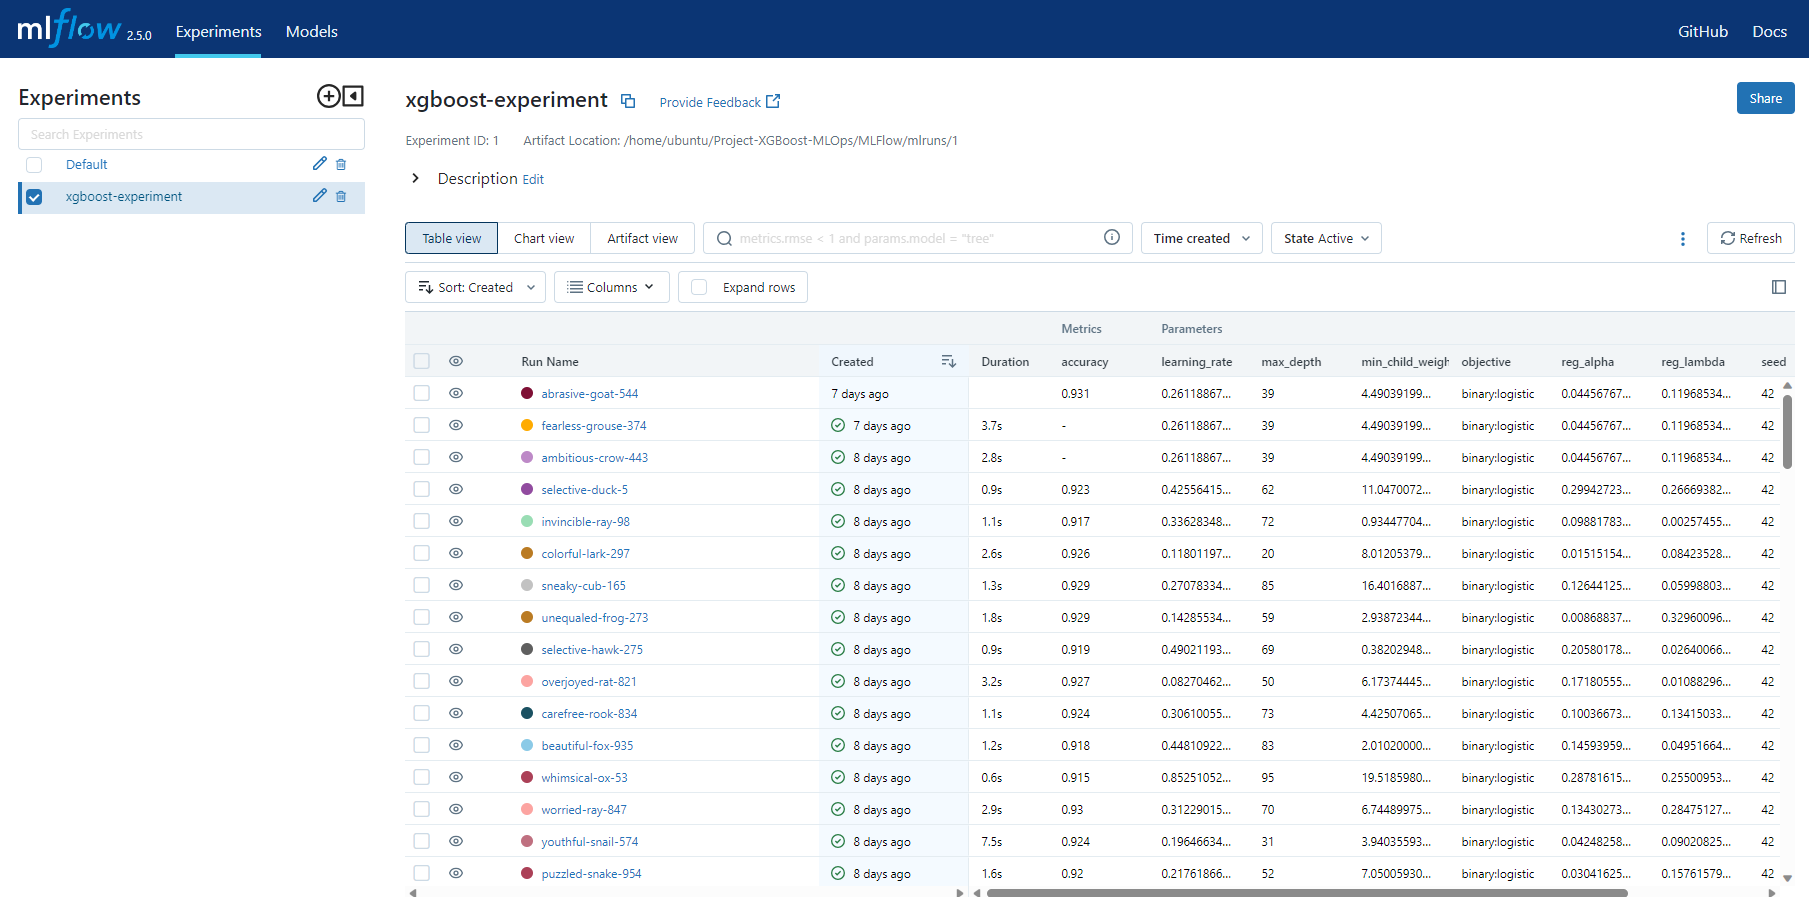 mlflow 2.5.0 Experiments Models GitHub Docs
Experiments
Search Experiments
Default
xgboost-experiment
xgboost-experiment Provide Feedback Share
Experiment ID: 1 Artifact Location: /home/ubuntu/Project-XGBoost-MLOps/MLFlow/mlruns/1
Description Edit
Table view Chart view Artifact view metrics.rmse < 1 and params.model = "tree" Time created State Active Refresh
Sort: Created Columns Expand rows
Metrics Parameters
Run Name Created Duration accuracy learning_rate max_depth min_child_weigh objective reg_alpha reg_lambda seed
abrasive-goat-544 7 days ago 0.931 0.26118867... 39 4.49039199... binary:logistic 0.04456767... 0.11968534... 42
fearless-grouse-374 7 days ago 3.7s - 0.26118867... 39 4.49039199... binary:logistic 0.04456767... 0.11968534... 42
ambitious-crow-443 8 days ago 2.8s - 0.26118867... 39 4.49039199... binary:logistic 0.04456767... 0.11968534... 42
selective-duck-5 8 days ago 0.9s 0.923 0.42556415... 62 11.0470072... binary:logistic 0.29942723... 0.26669382... 42
invincible-ray-98 8 days ago 1.1s 0.917 0.33628348... 72 0.93447704... binary:logistic 0.09881783... 0.00257455... 42
colorful-lark-297 8 days ago 2.6s 0.926 0.11801197... 20 8.01205379... binary:logistic 0.01515154... 0.08423528... 42
sneaky-cub-165 8 days ago 1.3s 0.929 0.27078334... 85 16.4016887... binary:logistic 0.12644125... 0.05998803... 42
unequaled-frog-273 8 days ago 1.8s 0.929 0.14285534... 59 2.93872344... binary:logistic 0.00868837... 0.32960096... 42
selective-hawk-275 8 days ago 0.9s 0.919 0.49021193... 69 0.38202948... binary:logistic 0.20580178... 0.02640066... 42
overjoyed-rat-821 8 days ago 3.2s 0.927 0.08270462... 50 6.17374445... binary:logistic 0.17180555... 0.01088296... 42
carefree-rook-834 8 days ago 1.1s 0.924 0.30610055... 73 4.42507065... binary:logistic 0.10036673... 0.13415033... 42
beautiful-fox-935 8 days ago 1.2s 0.918 0.44810922... 83 2.01020000... binary:logistic 0.14593959... 0.04951664... 42
whimsical-ox-53 8 days ago 0.6s 0.915 0.85251052... 95 19.5185980... binary:logistic 0.28781615... 0.25500953... 42
worried-ray-847 8 days ago 2.9s 0.93 0.31229015... 70 6.74489975... binary:logistic 0.13430273... 0.28475127... 42
youthful-snail-574 8 days ago 7.5s 0.924 0.19646634... 31 3.94035593... binary:logistic 0.04248258... 0.09020825... 42
puzzled-snake-954 8 days ago 1.6s 0.92 0.21761866... 52 7.05005930... binary:logistic 0.03041625... 0.15761579... 42